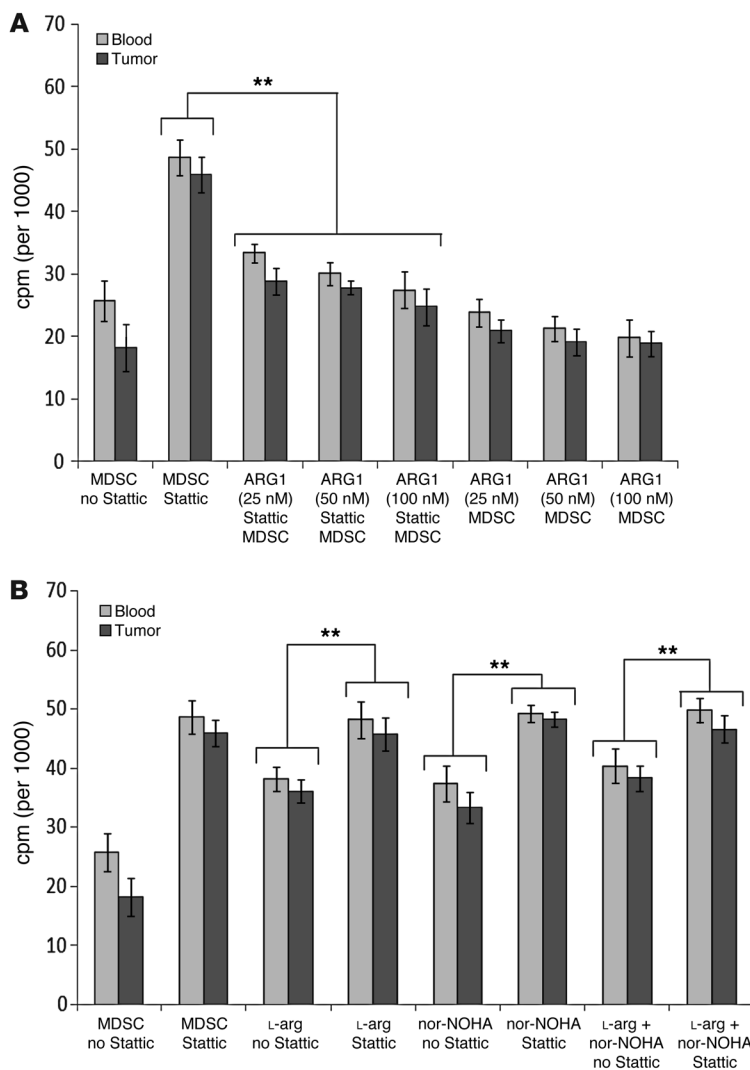 A
70
60
50
40
30
20
10
0
cpm (per 1000)
Blood
Tumor
**
MDSC
no Stattic
MDSC
Stattic
ARG1
(25 nM)
Stattic
MDSC
ARG1
(50 nM)
Stattic
MDSC
ARG1
(100 nM)
Stattic
MDSC
ARG1
(25 nM)
MDSC
ARG1
(50 nM)
MDSC
ARG1
(100 nM)
MDSC
B
70
60
50
40
30
20
10
0
cpm (per 1000)
Blood
Tumor
**
**
**
MDSC
no Stattic
MDSC
Stattic
L-arg
no Stattic
L-arg
Stattic
nor-NOHA
no Stattic
nor-NOHA
Stattic
L-arg +
nor-NOHA
no Stattic
L-arg +
nor-NOHA
Stattic